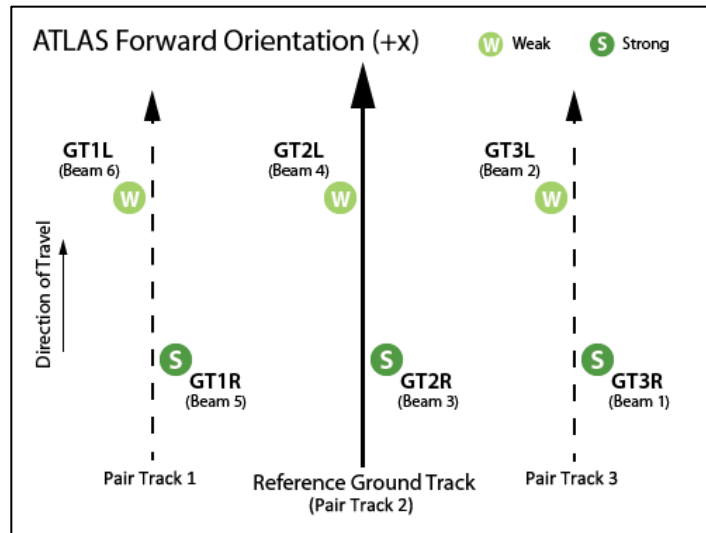 ATLAS Forward Orientation (+x)
W Weak
S Strong
GT1L
(Beam 6)
W
GT2L
(Beam 4)
W
GT3L
(Beam 2)
W
Direction of Travel
S
GT1R
(Beam 5)
S
GT2R
(Beam 3)
S
GT3R
(Beam 1)
Pair Track 1
Reference Ground Track
(Pair Track 2)
Pair Track 3